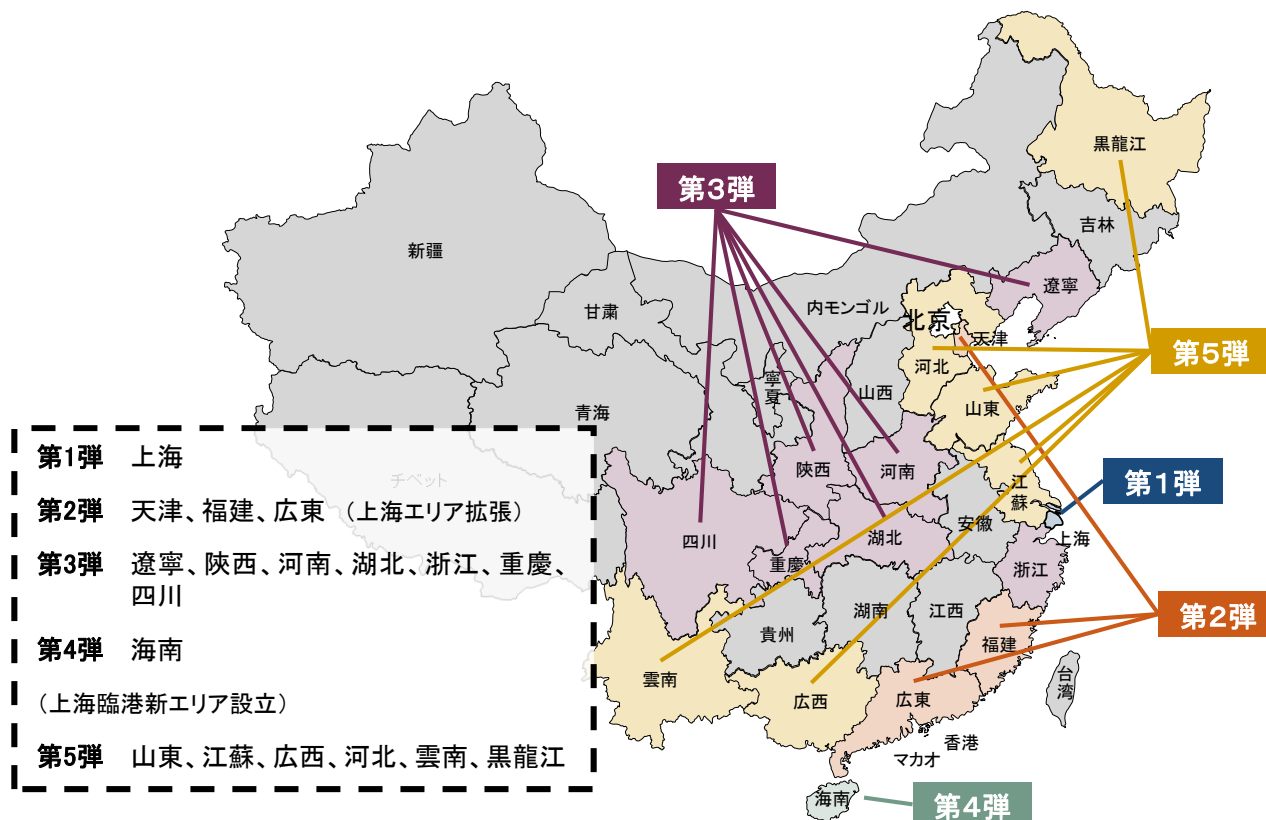 黒龍江
第3弾
吉林
新疆
遼寧
甘粛
内モンゴル
北京
天津
第5弾
河北
寧
夏
山西
青海
山東
第1弾 上海
チベット
陝西
河南
江
蘇
第1弾
第2弾 天津、福建、広東 (上海エリア拡張)
安徽
四川
湖北
上海
第3弾 遼寧、陝西、河南、湖北、浙江、重慶、
四川
重慶
浙江
湖南
江西
第2弾
貴州
福建
第4弾 海南
雲南
台
湾
広西
広東
(上海臨港新エリア設立)
香港
マカオ
第5弾 山東、江蘇、広西、河北、雲南、黒龍江
海南
第4弾